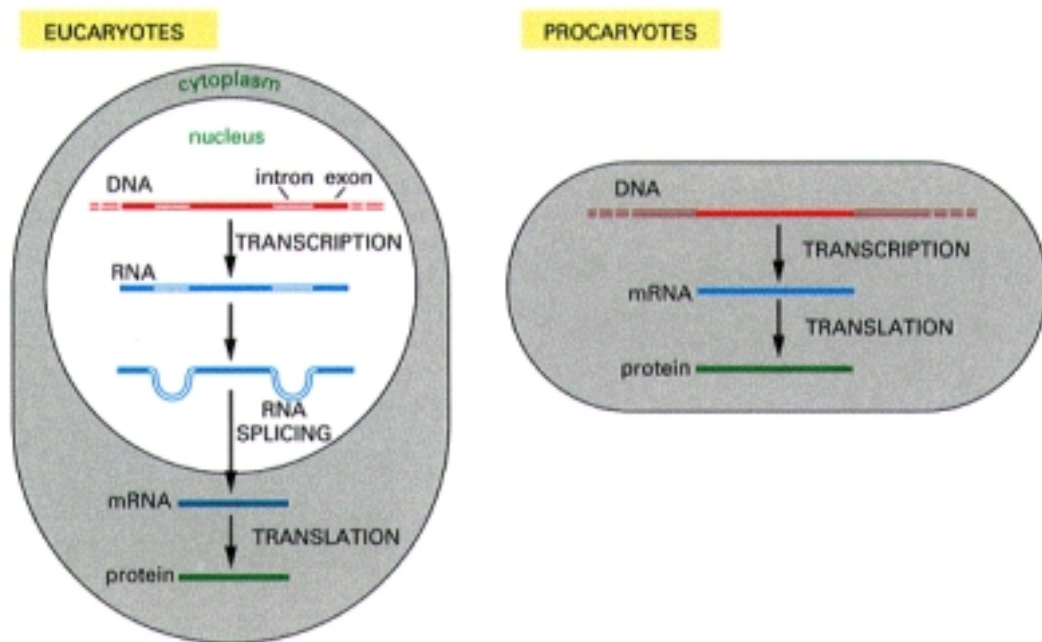 EUCARYOTES
cytoplasm
nucleus
DNA
intron exon
TRANSCRIPTION
RNA
RNA
SPLICING
mRNA
TRANSLATION
protein
PROCARYOTES
DNA
TRANSCRIPTION
mRNA
TRANSLATION
protein